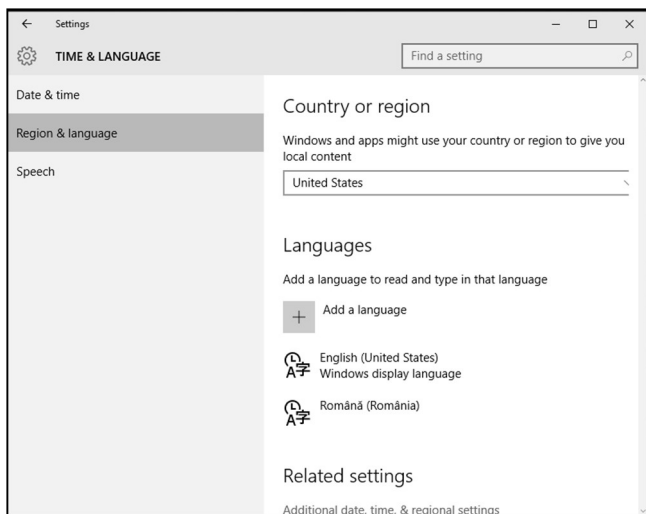 Settings
TIME & LANGUAGE
Find a setting
Date & time
Region & language
Speech
Country or region
Windows and apps might use your country or region to give you
local content
United States
Languages
Add a language to read and type in that language
Add a language
English (United States)
Windows display language
Română (România)
Related settings
Additional date, time, & regional settings